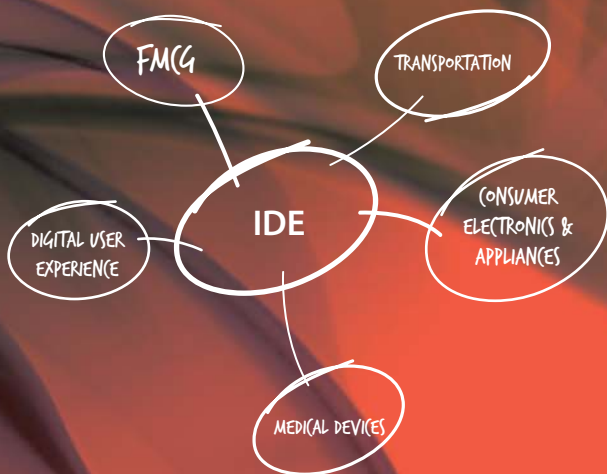 FMCG
TRANSPORTATION
IDE
CONSUMER
ELECTRONICS &
APPLIANCES
DIGITAL USER
EXPERIENCE
MEDICAL DEVICES